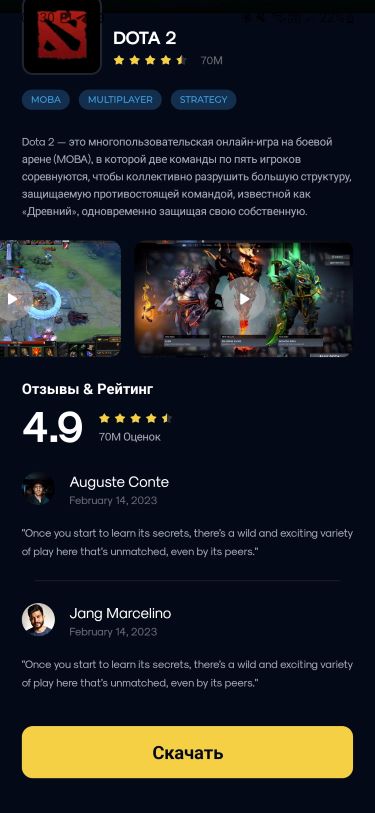 DOTA 2
70M
MOBA
MULTIPLAYER
STRATEGY
Dota 2 — это многопользовательская онлайн-игра на боевой
арене (MOBA), в которой две команды по пять игроков
соревнуются, чтобы коллективно разрушить большую структуру,
защищаемую противостоящей командой, известной как
«Древний», одновременно защищая свою собственную.
Отзывы & Рейтинг
4.9
70M Оценок
Auguste Conte
February 14, 2023
"Once you start to learn its secrets, there's a wild and exciting variety
of play here that's unmatched, even by its peers."
Jang Marcelino
February 14, 2023
"Once you start to learn its secrets, there's a wild and exciting variety
of play here that's unmatched, even by its peers."
Скачать